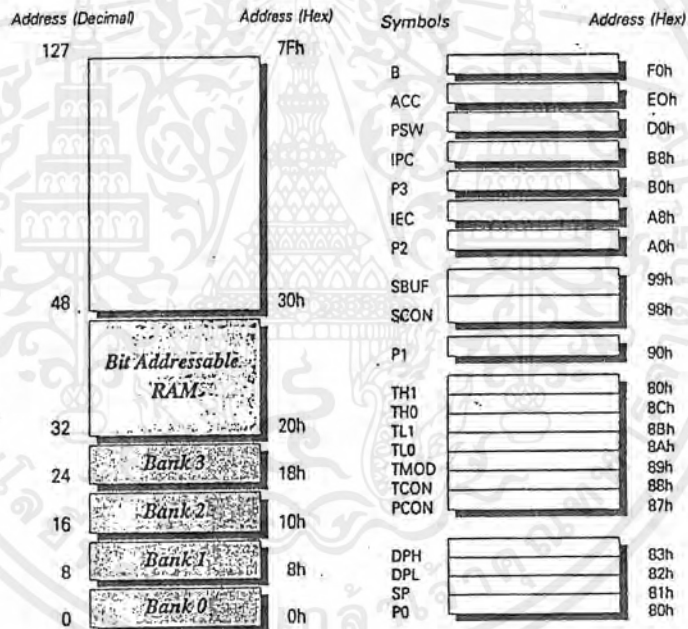 Address (Decimal) Address (Hex)
127 7Fh
48 30h
Bit Addressable
RAM
32 20h
Bank 3
24 18h
Bank 2
16 10h
Bank 1
8 8h
Bank 0
0 0h
Symbols Address (Hex)
B F0h
ACC E0h
PSW D0h
IPC B8h
P3 B0h
IEC A8h
P2 A0h
SBUF 99h
SCON 98h
P1 90h
TH1 80h
TH0 8Ch
TL1 8Bh
TL0 8Ah
TMOD 89h
TCON 88h
PCON 87h
DPH 83h
DPL 82h
SP 81h
P0 80h